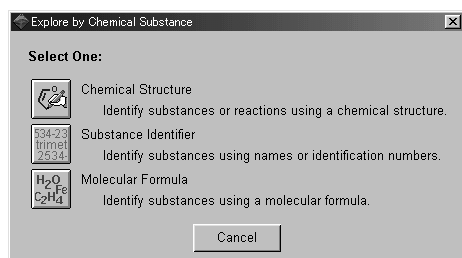 Explore by Chemical Substance
Select One:
Chemical Structure
Identify substances or reactions using a chemical structure.
534-23
trimet
2534-
Substance Identifier
Identify substances using names or identification numbers.
H2O
Fe
C2H4
Molecular Formula
Identify substances using a molecular formula.
Cancel